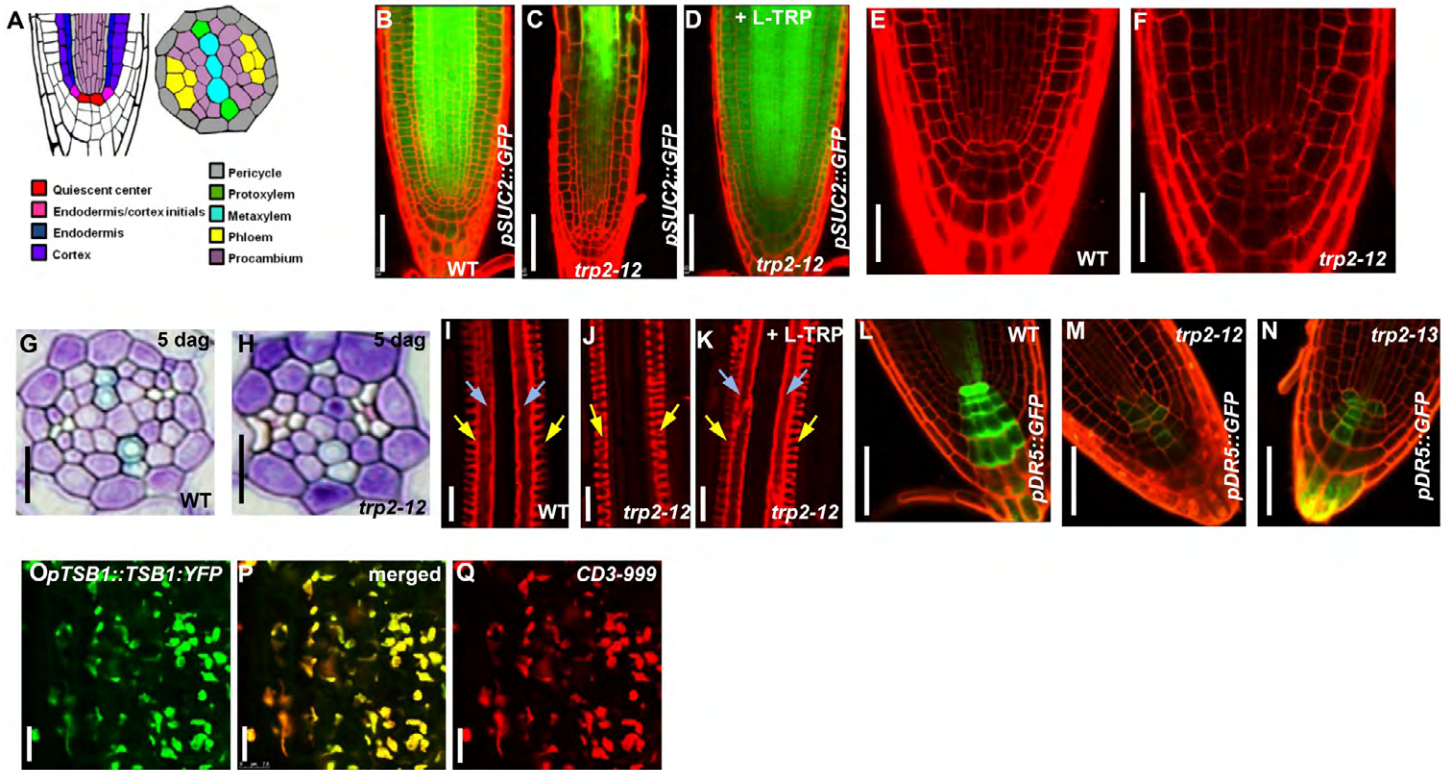 A
Quiescent center
Endodermis/cortex initials
Endodermis
Cortex
Pericycle
Protoxylem
Metaxylem
Phloem
Procambium
B
pSUC2::GFP
WT
C
pSUC2::GFP
trp2-12
D + L-TRP
pSUC2::GFP
trp2-12
E
WT
F
trp2-12
G 5 dag
WT
H 5 dag
trp2-12
I
WT
J
trp2-12
K + L-TRP
trp2-12
L WT
pDR5::GFP
M trp2-12
pDR5::GFP
N trp2-13
pDR5::GFP
O pTSB1::TSB1:YFP
P merged
Q CD3-999